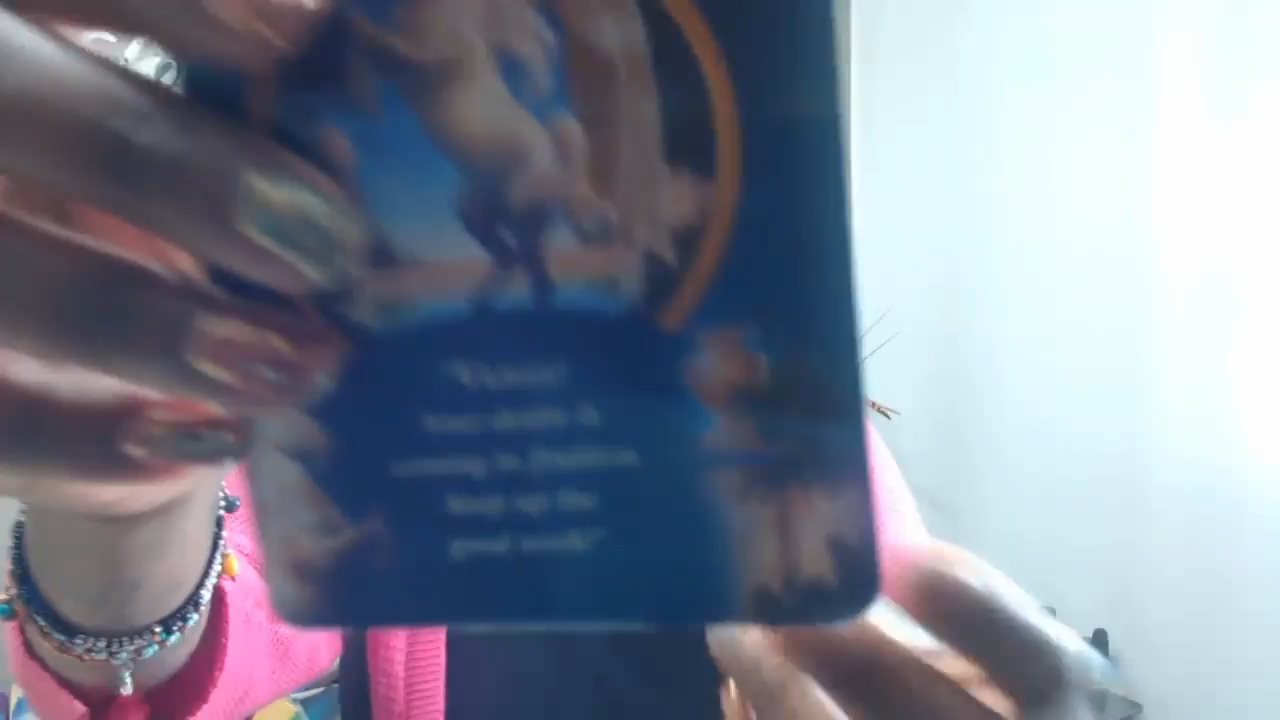 "Victory!
Your desire is
coming to fruition.
Keep up the
good work!"